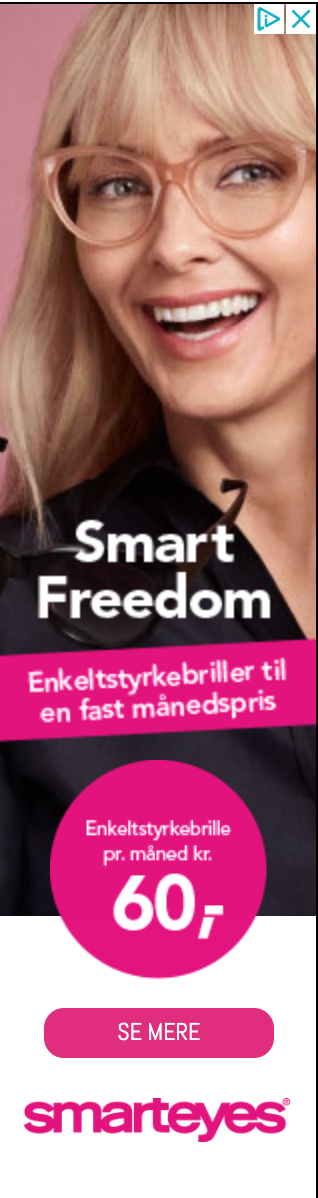 Smart
Freedom
Enkeltstyrkebriller til
en fast månedspris
Enkeltstyrkebrille
pr. måned kr.
60,-
SE MERE
smarteyes®